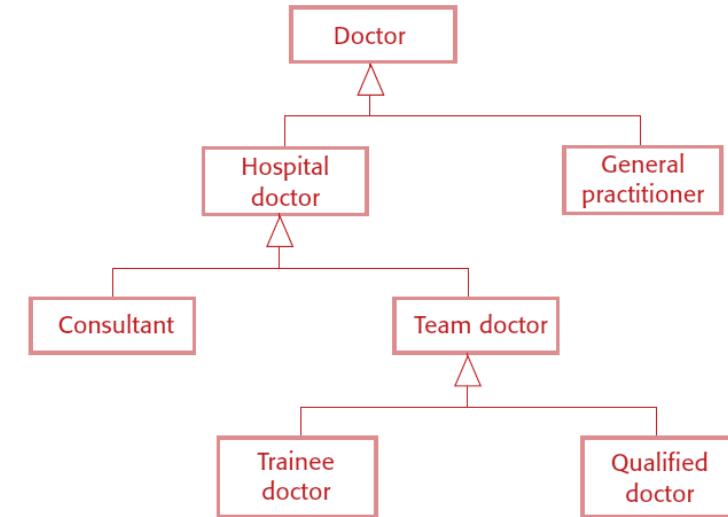 Doctor
Hospital
doctor
General
practitioner
Consultant
Team doctor
Trainee
doctor
Qualified
doctor